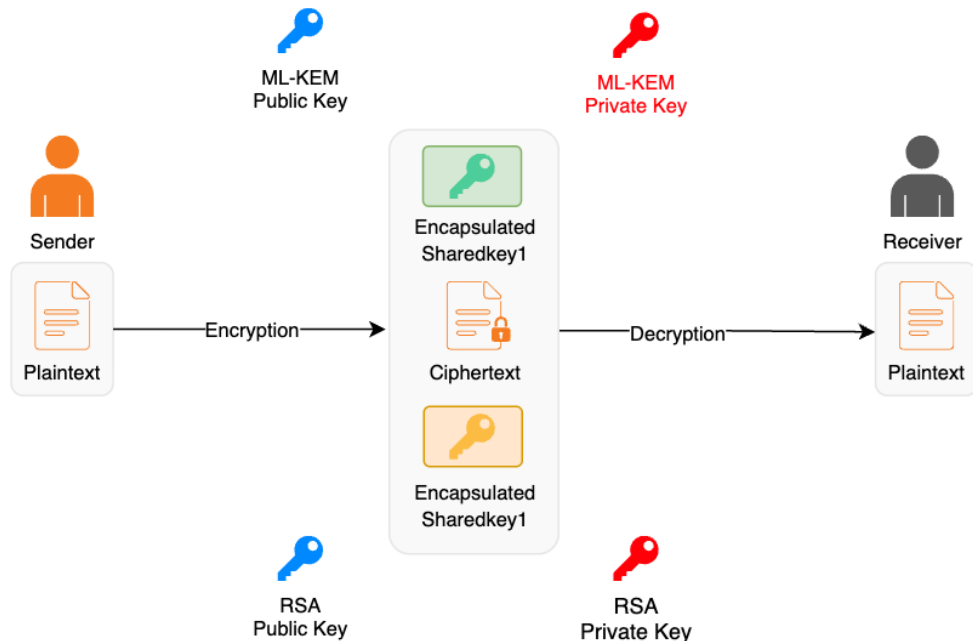 ML-KEM
Public Key
ML-KEM
Private Key
Sender
Encapsulated
Sharedkey1
Receiver
Plaintext
Encryption
Ciphertext
Decryption
Plaintext
Encapsulated
Sharedkey1
RSA
Public Key
RSA
Private Key